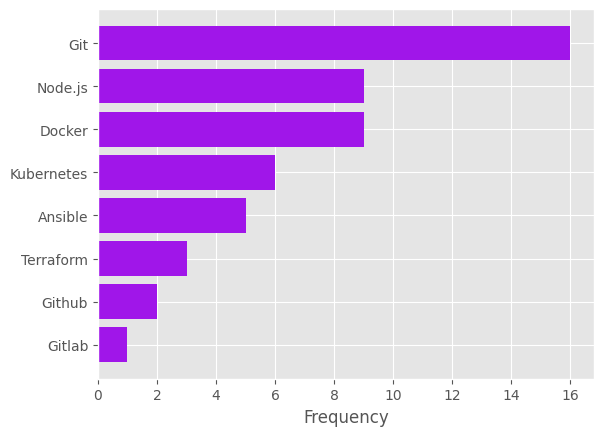 Git
Node.js
Docker
Kubernetes
Ansible
Terraform
Github
Gitlab
0 2 4 6 8 10 12 14 16
Frequency